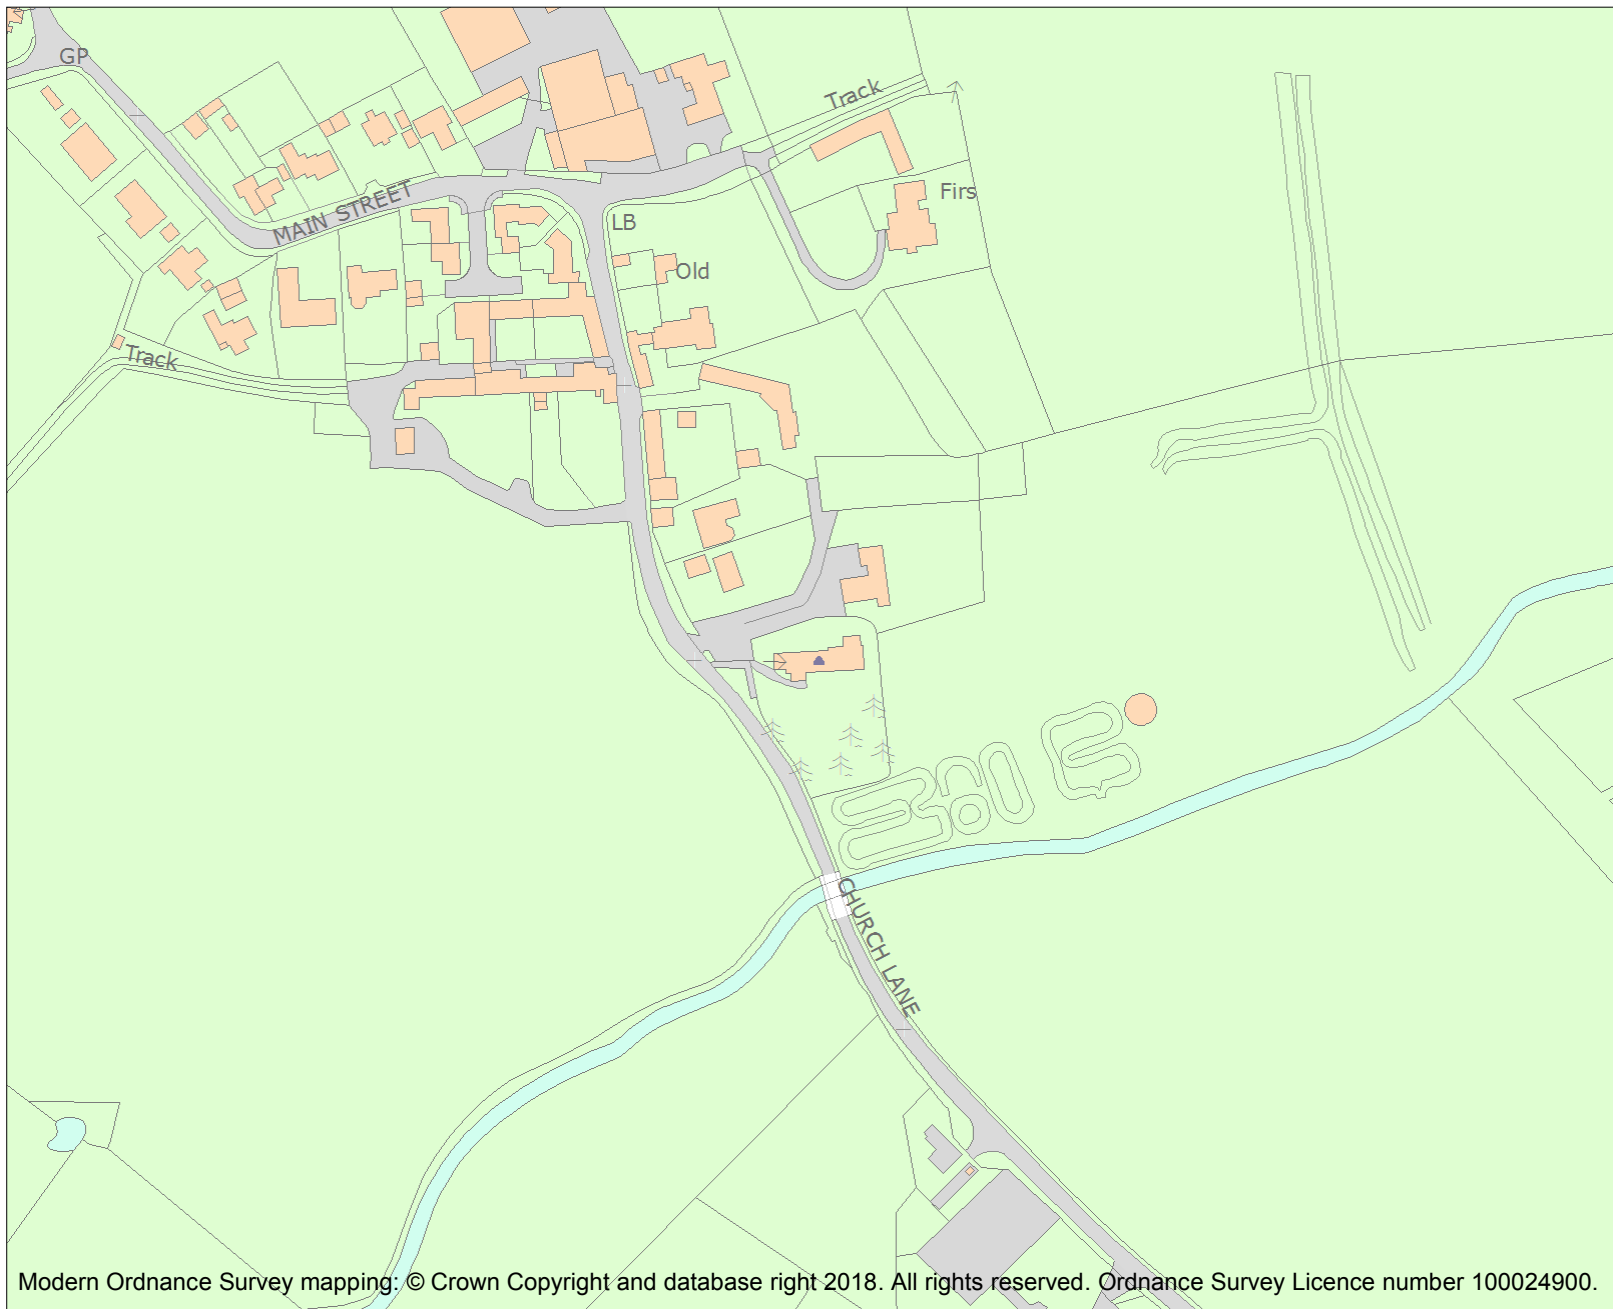 GP
Track
MAIN STREET
Firs
LB
Old
Track
CHURCH LANE
Modern Ordnance Survey mapping: © Crown Copyright and database right 2018. All rights reserved. Ordnance Survey Licence number 100024900.